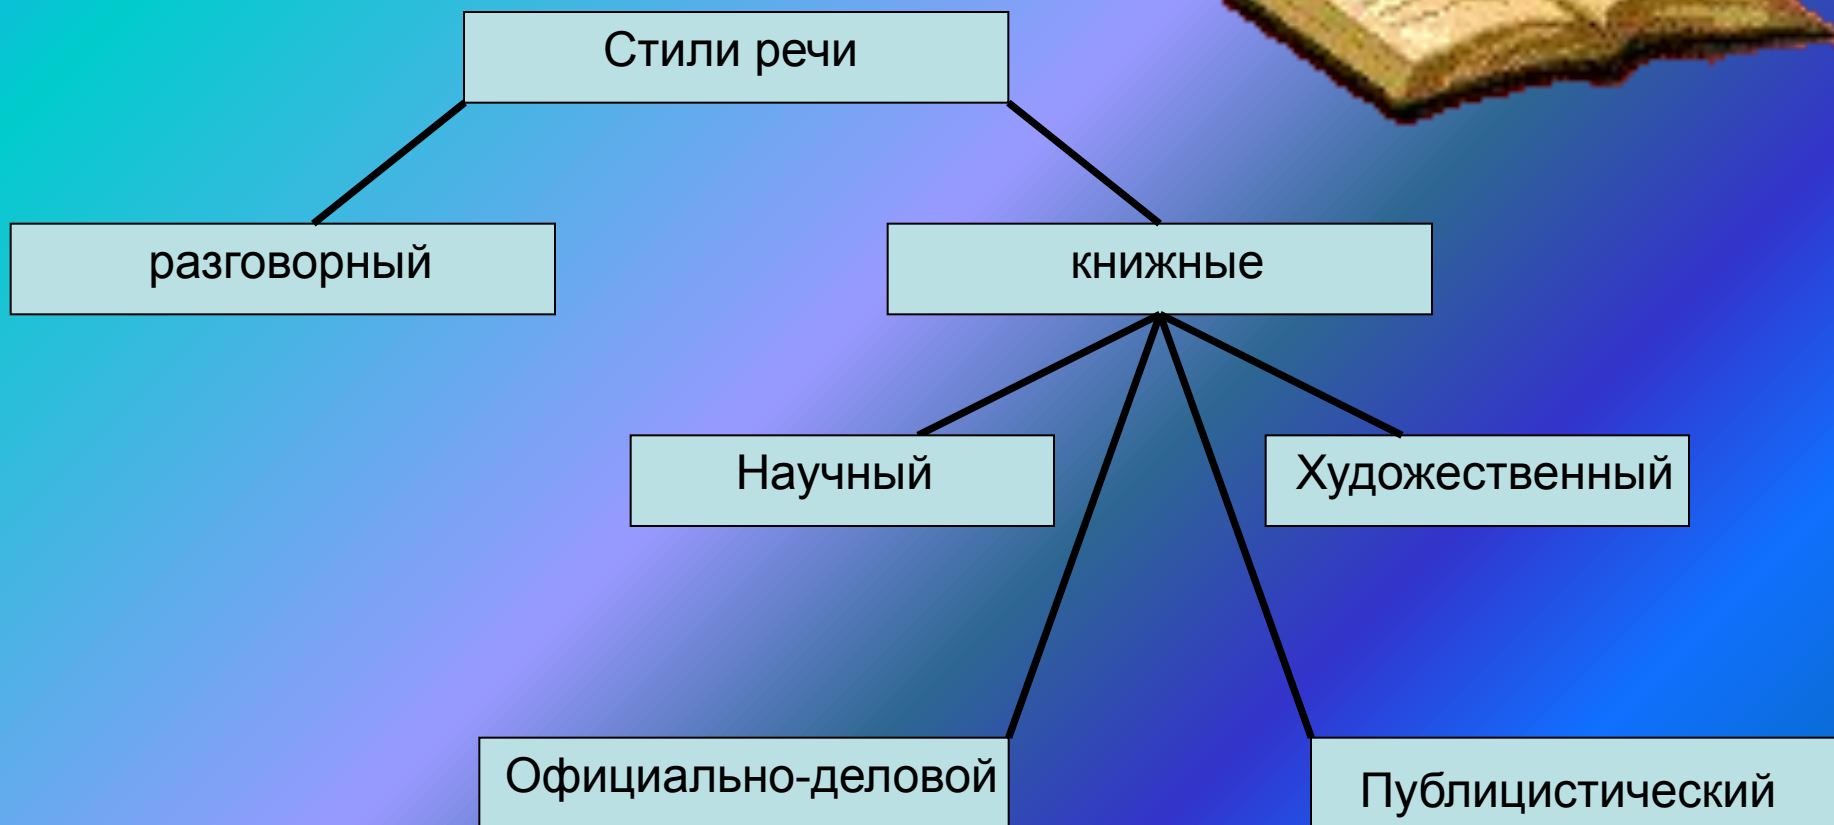 Стили речи
разговорный
книжные
Научный
Художественный
Официально-деловой
Публицистический